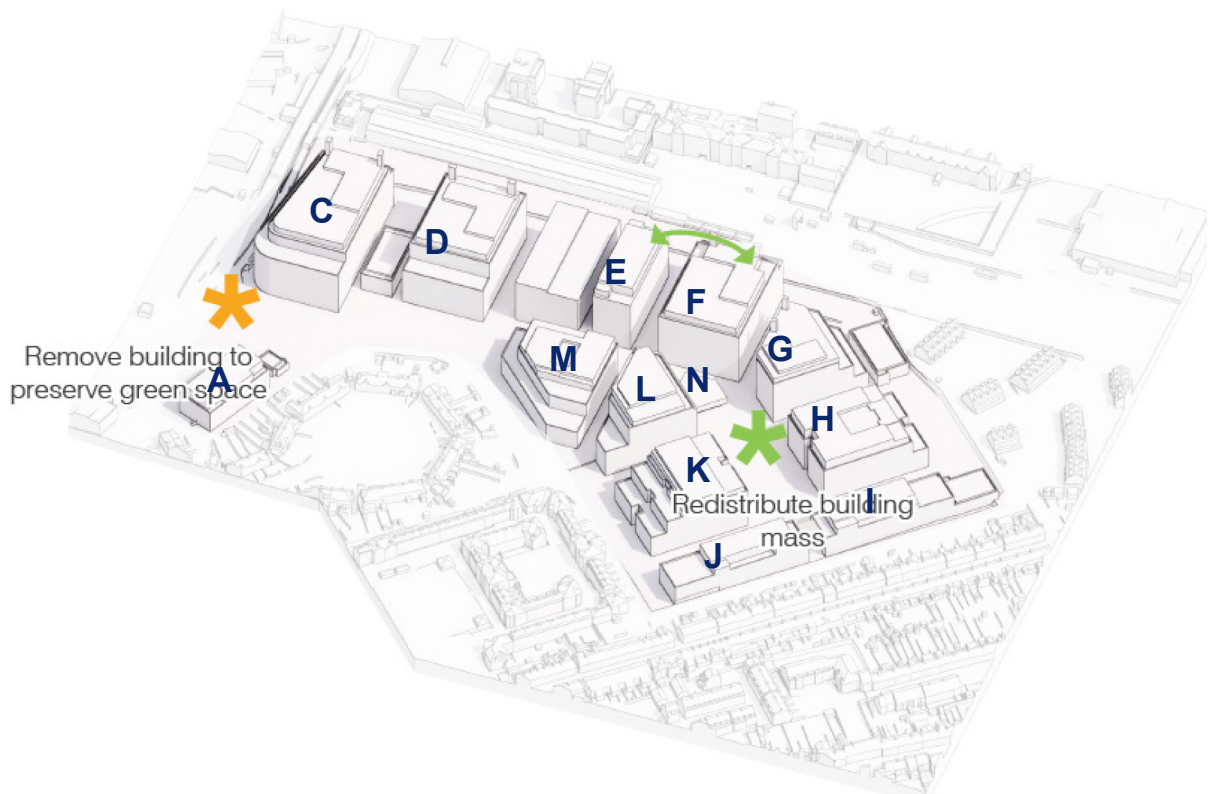 C
D
E
F
G
M
L
N
H
K
I
J
A
Remove building to
preserve green space
Redistribute building
mass